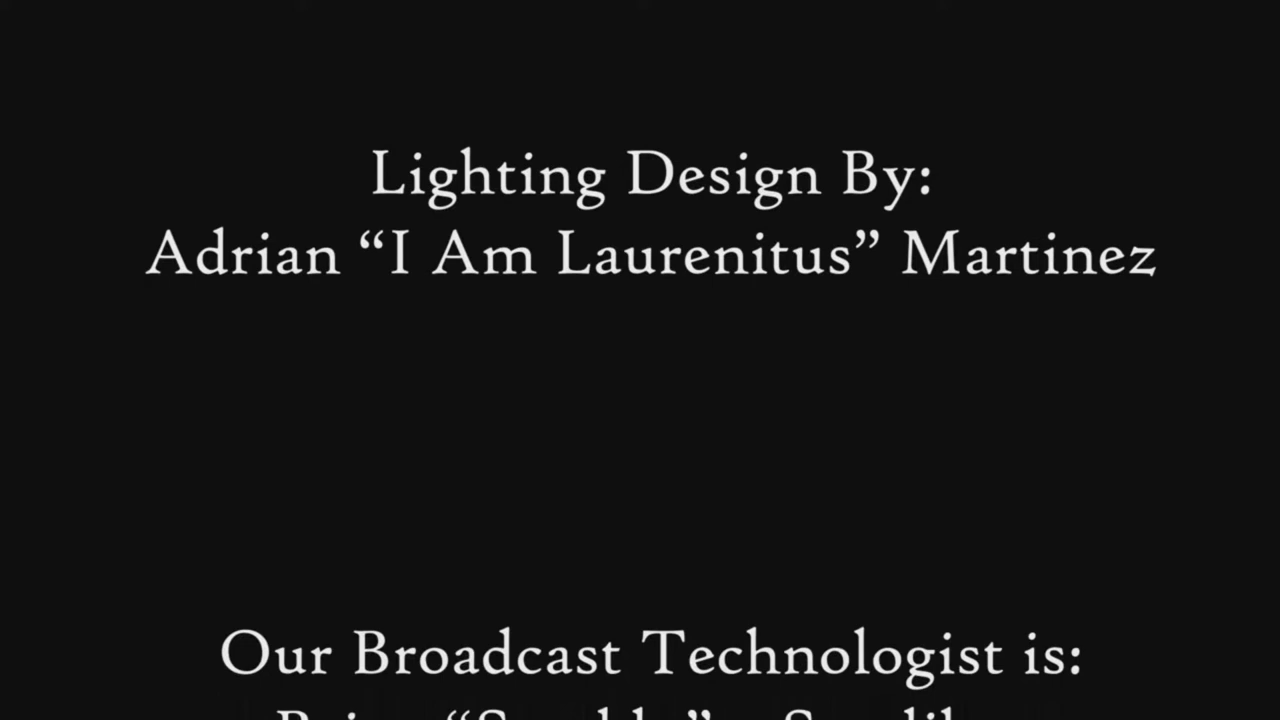 Lighting Design By:
Adrian “I Am Laurenitus” Martinez
Our Broadcast Technologist is: